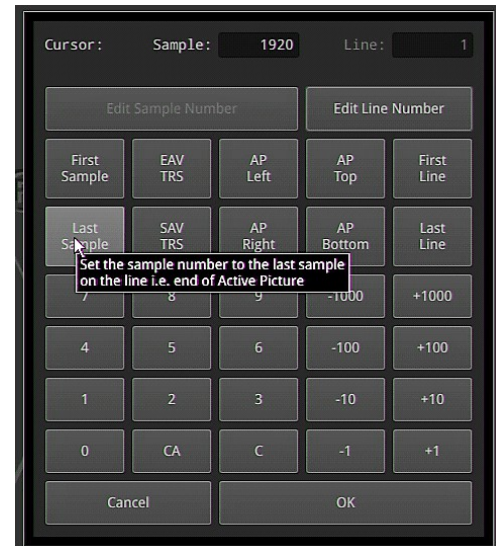 Cursor: Sample: 1920 Line: 1
Edit Sample Number Edit Line Number
First Sample EAV TRS AP Left AP Top First Line
Last Sample SAV TRS AP Right AP Bottom Last Line
Set the sample number to the last sample
on the line i.e. end of Active Picture
7 8 9 -1000 +1000
4 5 6 -100 +100
1 2 3 -10 +10
0 CA C -1 +1
Cancel OK